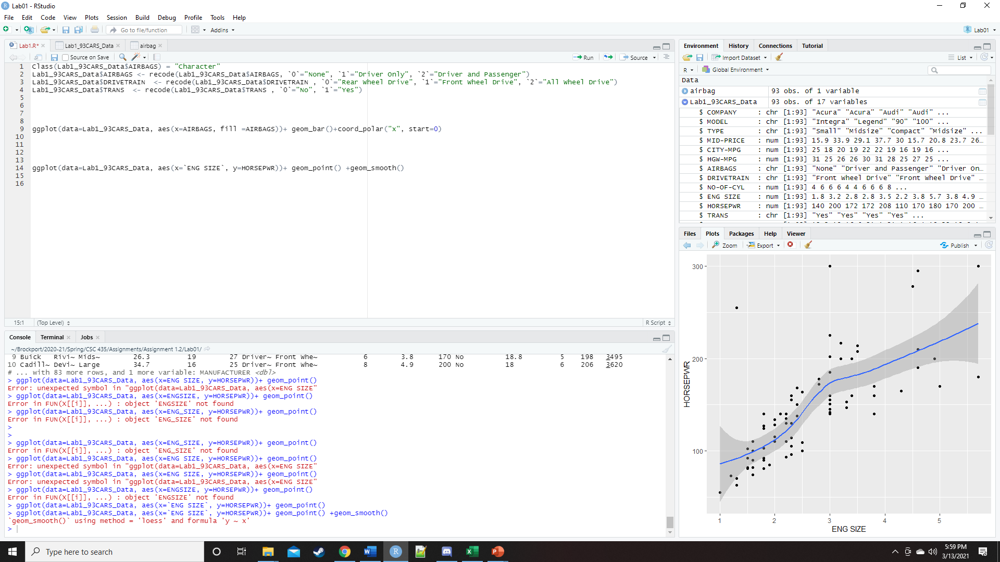 Lab01 - RStudio
File Edit Code View Plots Session Build Debug Profile Tools Help
Go to file/function Addins Lab01
Lab1.R* Lab1_93CARS_Data airbag
Source on Save Run Source
1 Class(Lab1_93CARS_Data$AIRBAGS) = "Character"
2 Lab1_93CARS_Data$AIRBAGS <- recode(Lab1_93CARS_Data$AIRBAGS, `0`="None", `1`="Driver Only", `2`="Driver and Passenger")
3 Lab1_93CARS_Data$DRIVETRAIN  <- recode(Lab1_93CARS_Data$DRIVETRAIN , `0`="Rear Wheel Drive", `1`="Front Wheel Drive", `2`="All Wheel Drive")
4 Lab1_93CARS_Data$TRANS  <- recode(Lab1_93CARS_Data$TRANS , `0`="No", `1`="Yes")
5
6
7
8
9 ggplot(data=Lab1_93CARS_Data, aes(x=AIRBAGS, fill =AIRBAGS))+ geom_bar()+coord_polar("x", start=0)
10
11
12
13
14 ggplot(data=Lab1_93CARS_Data, aes(x=`ENG SIZE`, y=HORSEPWR))+ geom_point() +geom_smooth()
15
16
15:1 (Top Level) R Script
Console Terminal Jobs
~/Brockport/2020-21/Spring/CSC 435/Assignments/Assignment 1.2/Lab01/
9 Buick Rivi~ Mids~ 26.3 19 27 Driver~ Front Whe~ 6 3.8 170 No 18.8 5 198 3495
10 Cadill~ DeVi~ Large 34.7 16 25 Driver~ Front Whe~ 8 4.9 200 No 18 6 206 3620
# ... with 83 more rows, and 1 more variable: MANUFACTURER <dbl>
> ggplot(data=Lab1_93CARS_Data, aes(x=ENG SIZE, y=HORSEPWR))+ geom_point()
Error: unexpected symbol in "ggplot(data=Lab1_93CARS_Data, aes(x=ENG SIZE"
> ggplot(data=Lab1_93CARS_Data, aes(x=ENGSIZE, y=HORSEPWR))+ geom_point()
Error in FUN(X[[i]], ...) : object 'ENGSIZE' not found
> ggplot(data=Lab1_93CARS_Data, aes(x=ENG_SIZE, y=HORSEPWR))+ geom_point()
Error in FUN(X[[i]], ...) : object 'ENG_SIZE' not found
>
>
> ggplot(data=Lab1_93CARS_Data, aes(x=ENG_SIZE, y=HORSEPWR))+ geom_point()
Error in FUN(X[[i]], ...) : object 'ENG_SIZE' not found
> ggplot(data=Lab1_93CARS_Data, aes(x=ENG SIZE, y=HORSEPWR))+ geom_point()
Error: unexpected symbol in "ggplot(data=Lab1_93CARS_Data, aes(x=ENG SIZE"
> ggplot(data=Lab1_93CARS_Data, aes(x=ENG SIZE, y=HORSEPWR))+ geom_point()
Error: unexpected symbol in "ggplot(data=Lab1_93CARS_Data, aes(x=ENG SIZE"
> ggplot(data=Lab1_93CARS_Data, aes(x=ENGSIZE, y=HORSEPWR))+ geom_point()
Error in FUN(X[[i]], ...) : object 'ENGSIZE' not found
> ggplot(data=Lab1_93CARS_Data, aes(x=`ENG SIZE`, y=HORSEPWR))+ geom_point()
> ggplot(data=Lab1_93CARS_Data, aes(x=`ENG SIZE`, y=HORSEPWR))+ geom_point() +geom_smooth()
`geom_smooth()` using method = 'loess' and formula 'y ~ x'
>
Environment History Connections Tutorial
Import Dataset List
R Global Environment
Data
airbag 93 obs. of 1 variable
Lab1_93CARS_Data 93 obs. of 17 variables
$ COMPANY : chr [1:93] "Acura" "Acura" "Audi" "Audi" ...
$ MODEL : chr [1:93] "Integra" "Legend" "90" "100" ...
$ TYPE : chr [1:93] "Small" "Midsize" "Compact" "Midsize" ...
$ MID-PRICE : num [1:93] 15.9 33.9 29.1 37.7 30 15.7 20.8 23.7 26...
$ CITY-MPG : num [1:93] 25 18 20 19 22 22 19 16 19 16 ...
$ HGW-MPG : num [1:93] 31 25 26 26 30 31 28 25 27 25 ...
$ AIRBAGS : chr [1:93] "None" "Driver and Passenger" "Driver On...
$ DRIVETRAIN : chr [1:93] "Front Wheel Drive" "Front Wheel Drive" ...
$ NO-OF-CYL : num [1:93] 4 6 6 6 4 4 6 6 6 8 ...
$ ENG SIZE : num [1:93] 1.8 3.2 2.8 2.8 3.5 2.2 3.8 5.7 3.8 4.9 ...
$ HORSEPWR : num [1:93] 140 200 172 172 208 110 170 180 170 200 ...
$ TRANS : chr [1:93] "Yes" "Yes" "Yes" "Yes" ...
Files Plots Packages Help Viewer
Zoom Export Publish
300
200
100
HORSEPWR
1 2 3 4 5
ENG SIZE
Type here to search
5:59 PM
3/13/2021